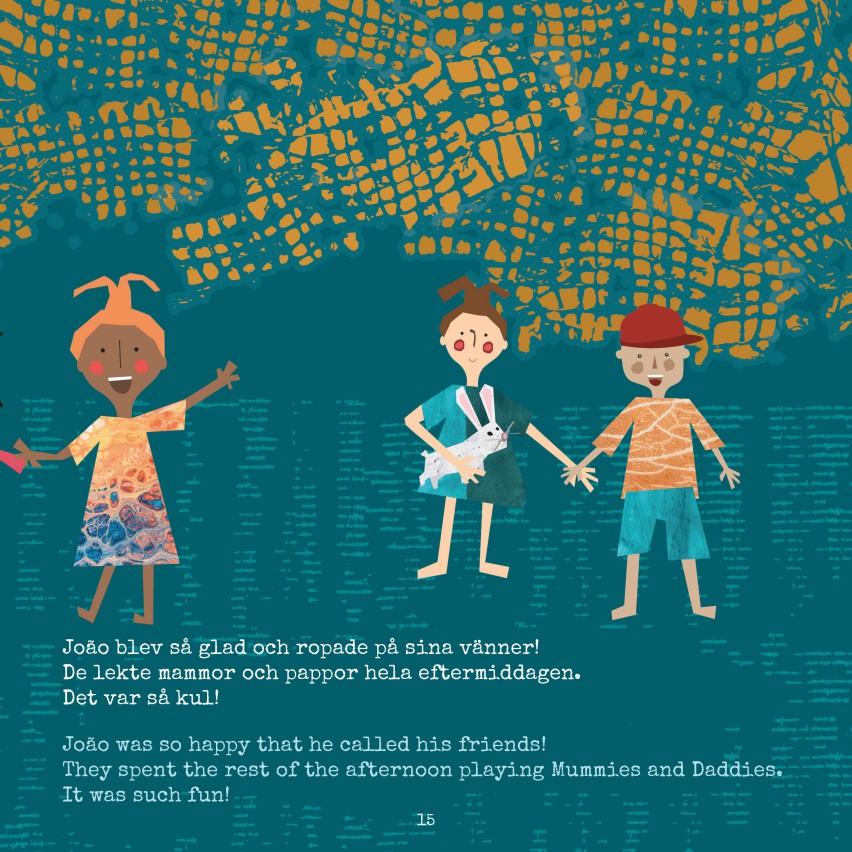 João blev så glad och ropade på sina vänner!
De lekte mammor och pappor hela eftermiddagen.
Det var så kul!
João was so happy that he called his friends!
They spent the rest of the afternoon playing Mummies and Daddies.
It was such fun!
15